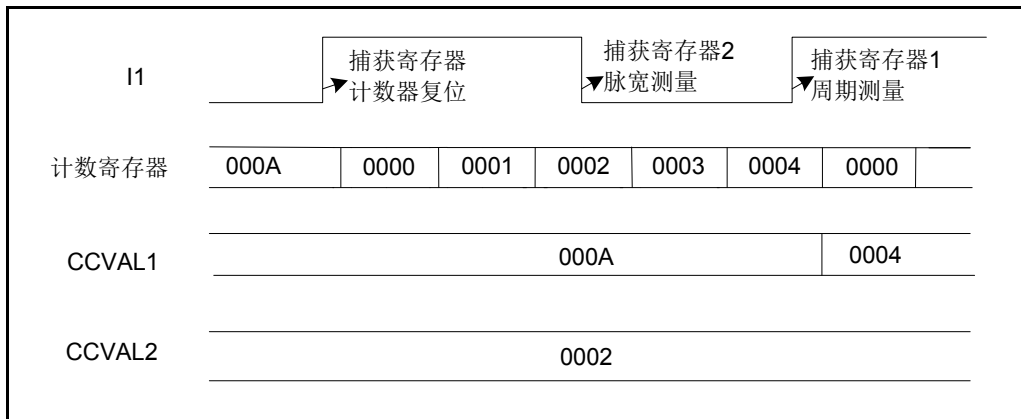 I1
捕获寄存器
计数器复位
捕获寄存器2
脉宽测量
捕获寄存器1
周期测量
计数寄存器 000A 0000 0001 0002 0003 0004 0000
CCVAL1 000A 0004
CCVAL2 0002